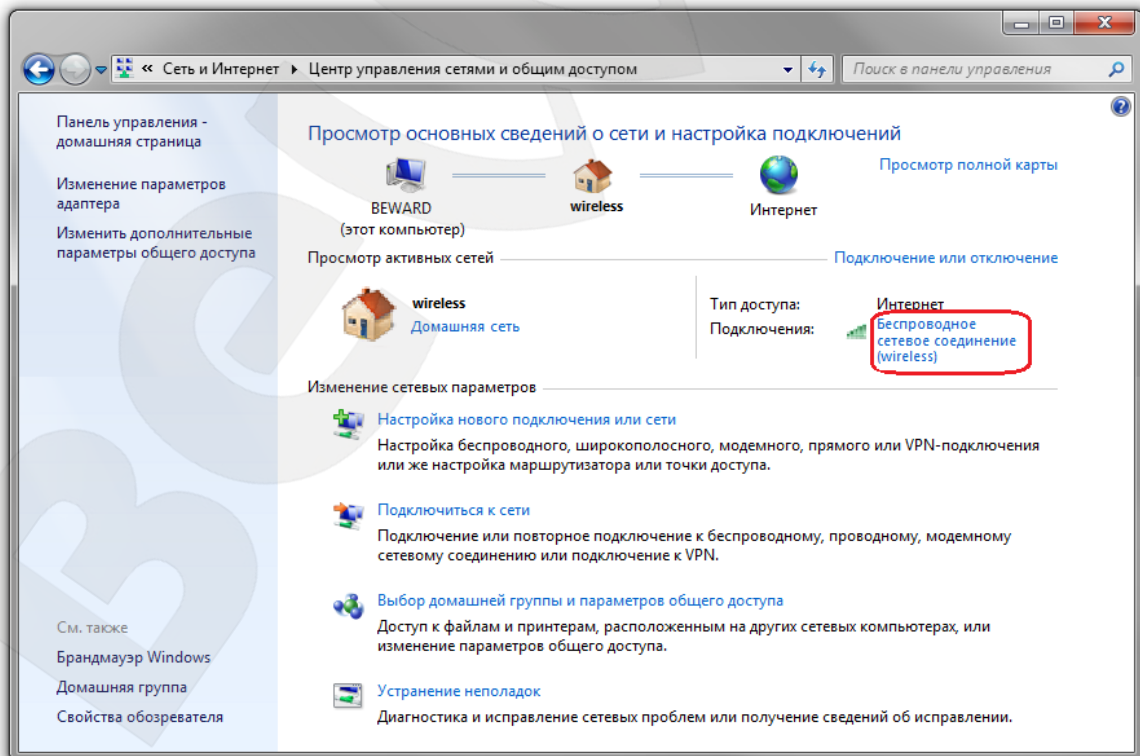 « Сеть и Интернет ▸ Центр управления сетями и общим доступом
Поиск в панели управления
Панель управления -
домашняя страница
Изменение параметров
адаптера
Изменить дополнительные
параметры общего доступа
Просмотр основных сведений о сети и настройка подключений
Просмотр полной карты
BEWARD
(этот компьютер)
wireless
Интернет
Просмотр активных сетей
Подключение или отключение
wireless
Домашняя сеть
Тип доступа: Интернет
Подключения: Беспроводное
сетевое соединение
(wireless)
Изменение сетевых параметров
Настройка нового подключения или сети
Настройка беспроводного, широкополосного, модемного, прямого или VPN-подключения
или же настройка маршрутизатора или точки доступа.
Подключиться к сети
Подключение или повторное подключение к беспроводному, проводному, модемному
сетевому соединению или подключение к VPN.
Выбор домашней группы и параметров общего доступа
Доступ к файлам и принтерам, расположенным на других сетевых компьютерах, или
изменение параметров общего доступа.
Устранение неполадок
Диагностика и исправление сетевых проблем или получение сведений об исправлении.
См. также
Брандмауэр Windows
Домашняя группа
Свойства обозревателя